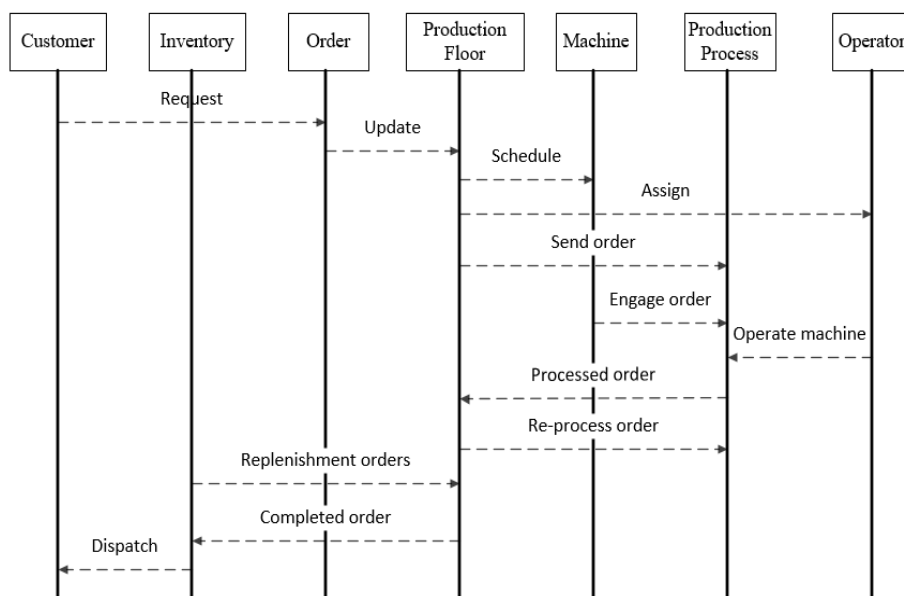 Customer
Inventory
Order
Production
Floor
Machine
Production
Process
Operator
Request
Update
Schedule
Assign
Send order
Engage order
Operate machine
Processed order
Re-process order
Replenishment orders
Completed order
Dispatch